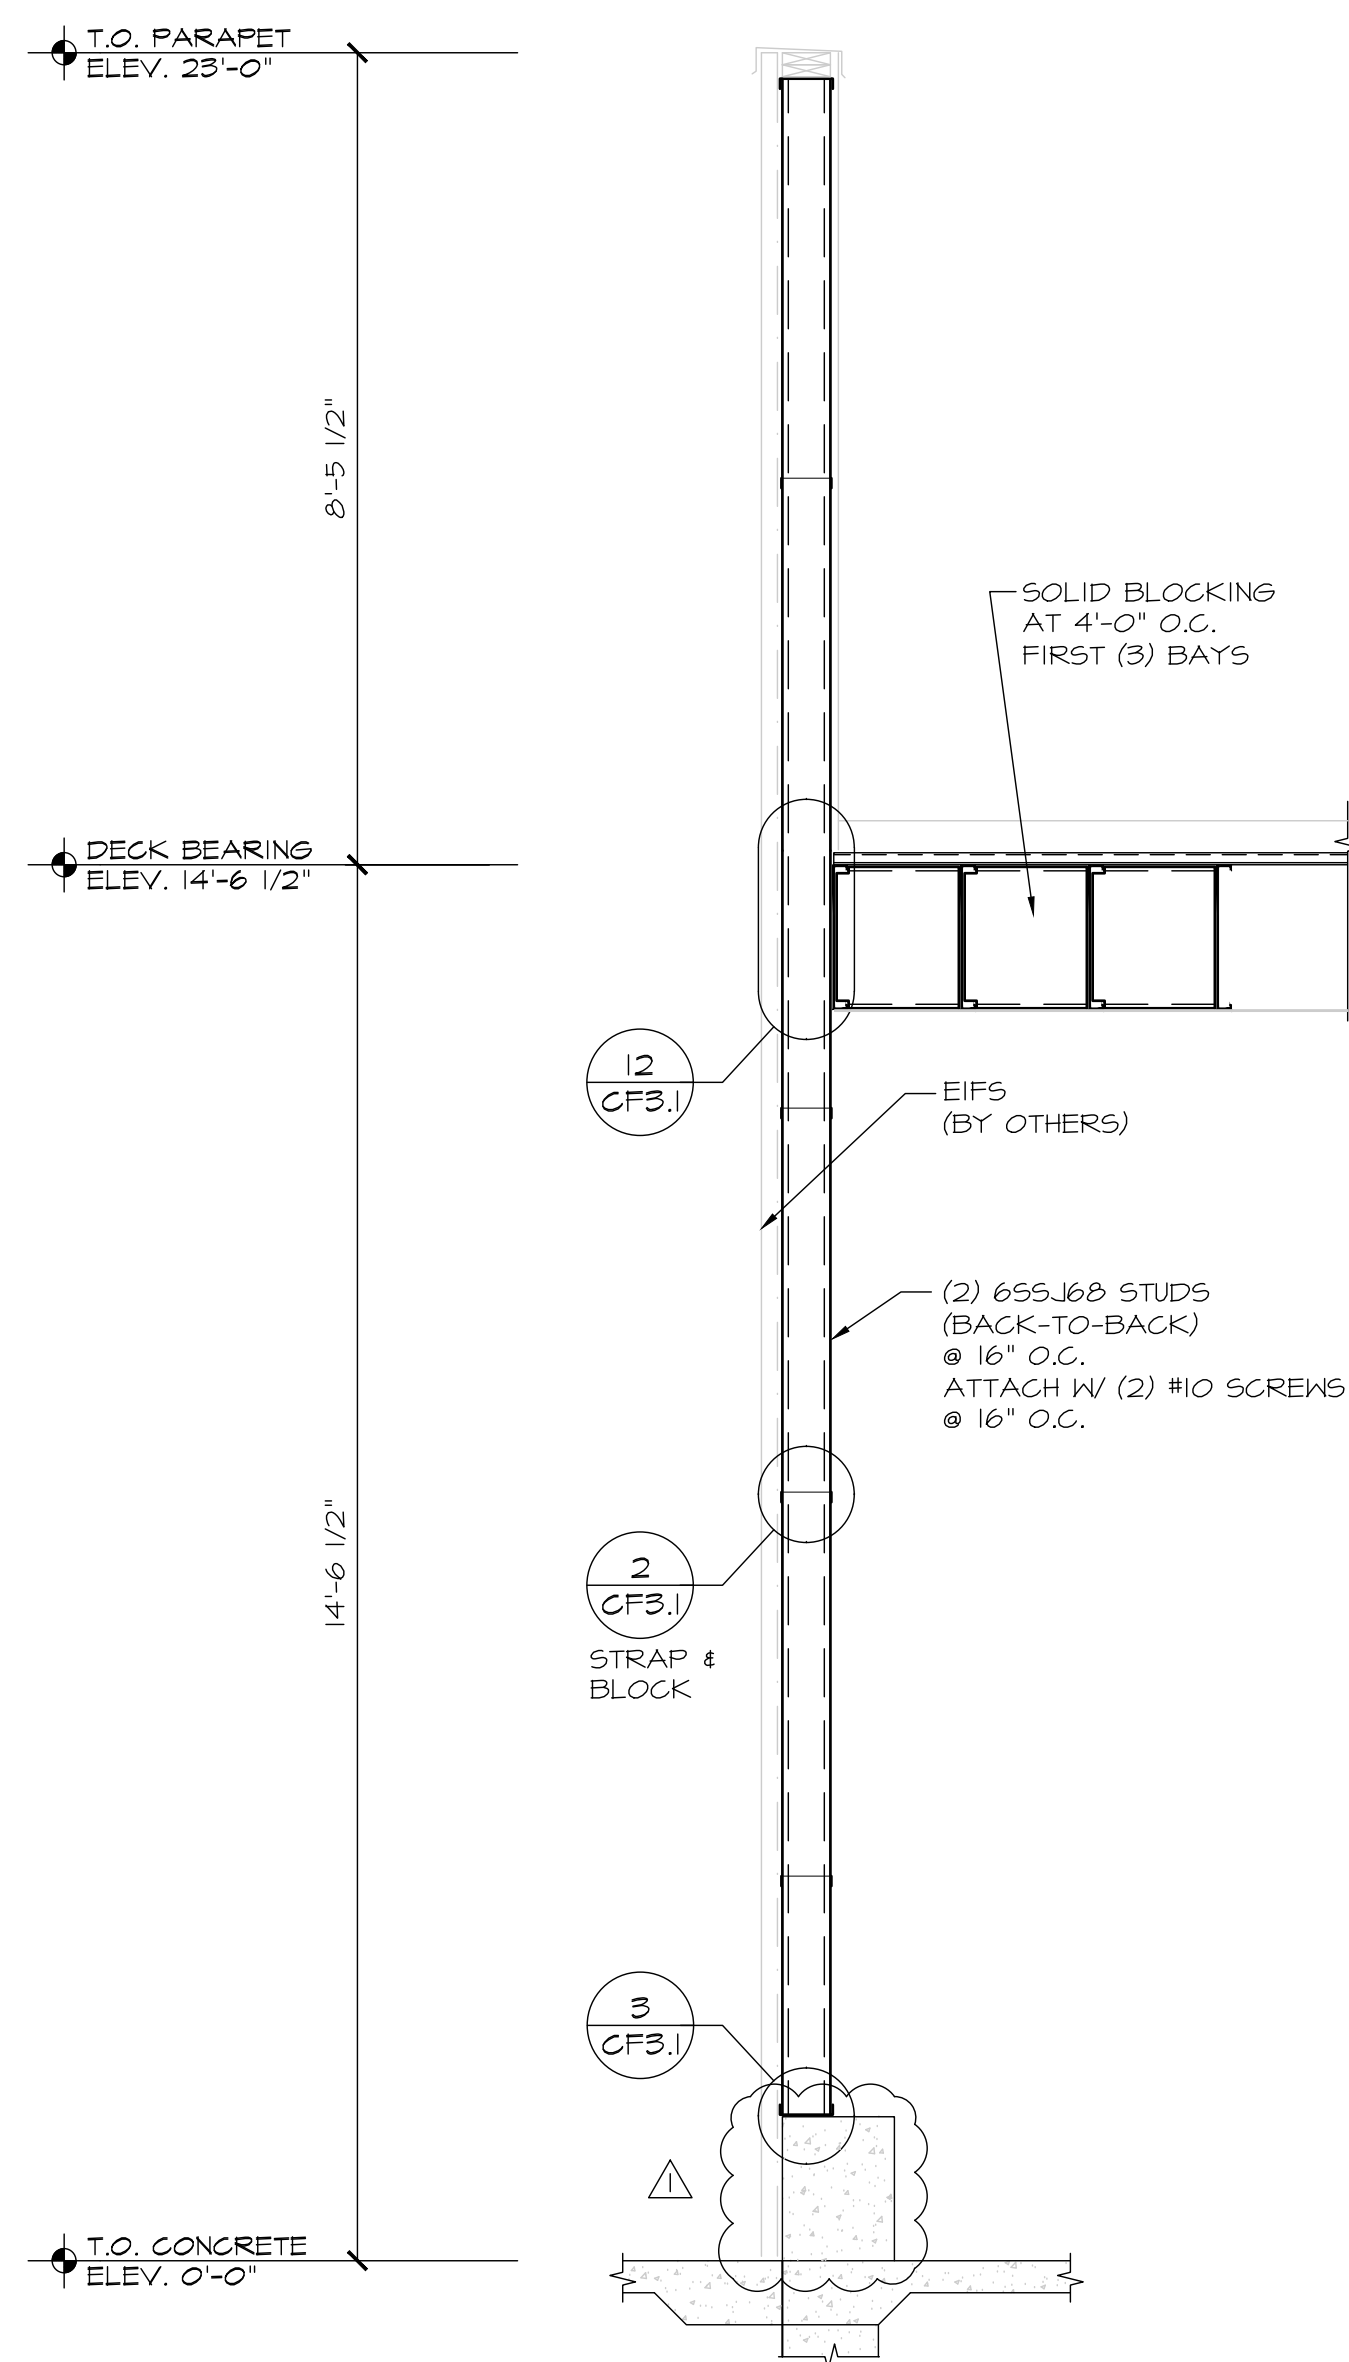 T.O. PARAPET
ELEV. 23'-0"
8'-5 1/2"
SOLID BLOCKING
AT 4'-0" O.C.
FIRST (3) BAYS
DECK BEARING
ELEV. 14'-6 1/2"
12
CF3.1
EIFS
(BY OTHERS)
(2) 6SSJ68 STUDS
(BACK-TO-BACK)
@ 16" O.C.
ATTACH W/ (2) #10 SCREWS
@ 16" O.C.
14'-6 1/2"
2
CF3.1
STRAP &
BLOCK
3
CF3.1
1
T.O. CONCRETE
ELEV. 0'-0"